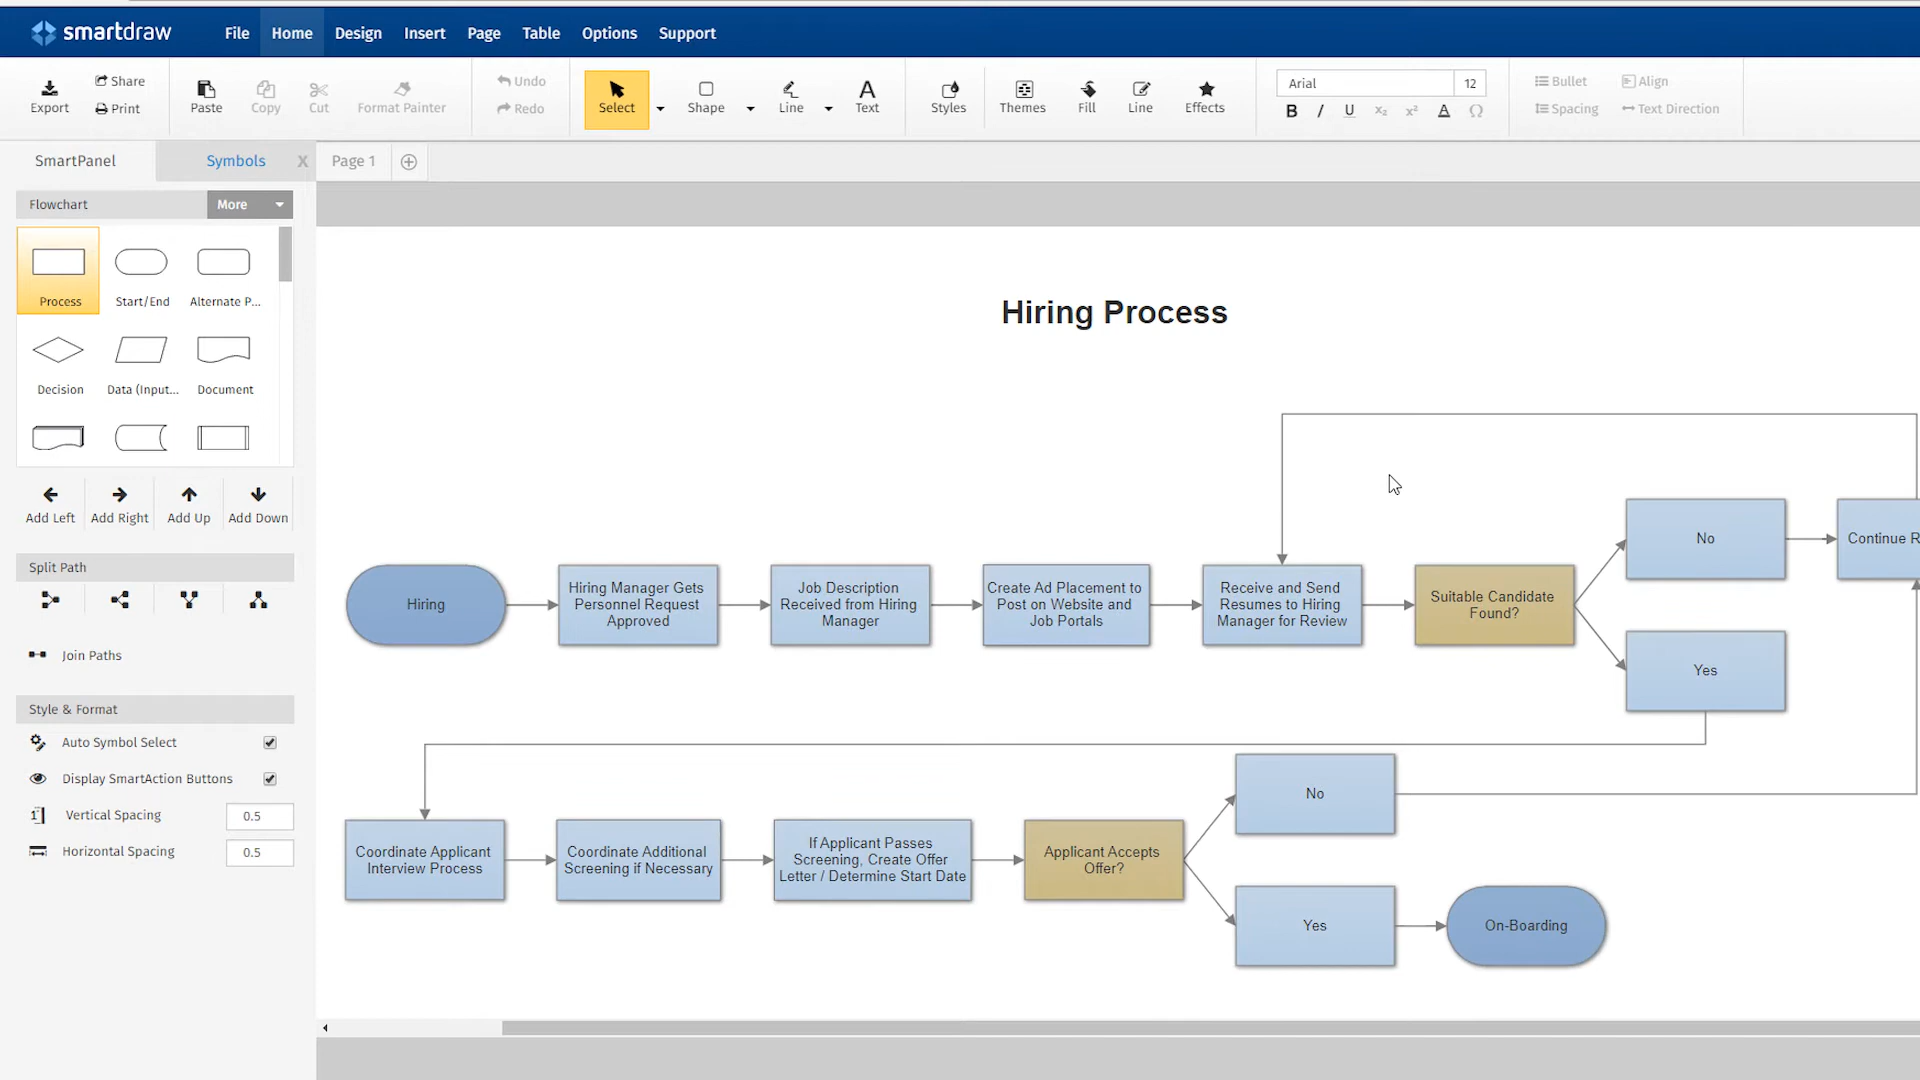 smartdraw
File
Home
Design
Insert
Page
Table
Options
Support
Export
Share
Print
Paste
Copy
Cut
Format Painter
Undo
Redo
Select
Shape
Line
Text
A
Styles
Themes
Fill
Line
Effects
Arial
12
B
I
U
x₂
x²
A
Ω
Bullet
Align
Spacing
Text Direction
SmartPanel
Symbols
X
Page 1
Flowchart
More
Process
Start/End
Alternate P...
Decision
Data (Input...
Document
Add Left
Add Right
Add Up
Add Down
Split Path
Join Paths
Style & Format
Auto Symbol Select
Display SmartAction Buttons
Vertical Spacing
0.5
Horizontal Spacing
0.5
Hiring Process
Hiring
Hiring Manager Gets
Personnel Request
Approved
Job Description
Received from Hiring
Manager
Create Ad Placement to
Post on Website and
Job Portals
Receive and Send
Resumes to Hiring
Manager for Review
Suitable Candidate
Found?
No
Continue R
Yes
Coordinate Applicant
Interview Process
Coordinate Additional
Screening if Necessary
If Applicant Passes
Screening, Create Offer
Letter / Determine Start Date
Applicant Accepts
Offer?
No
Yes
On-Boarding